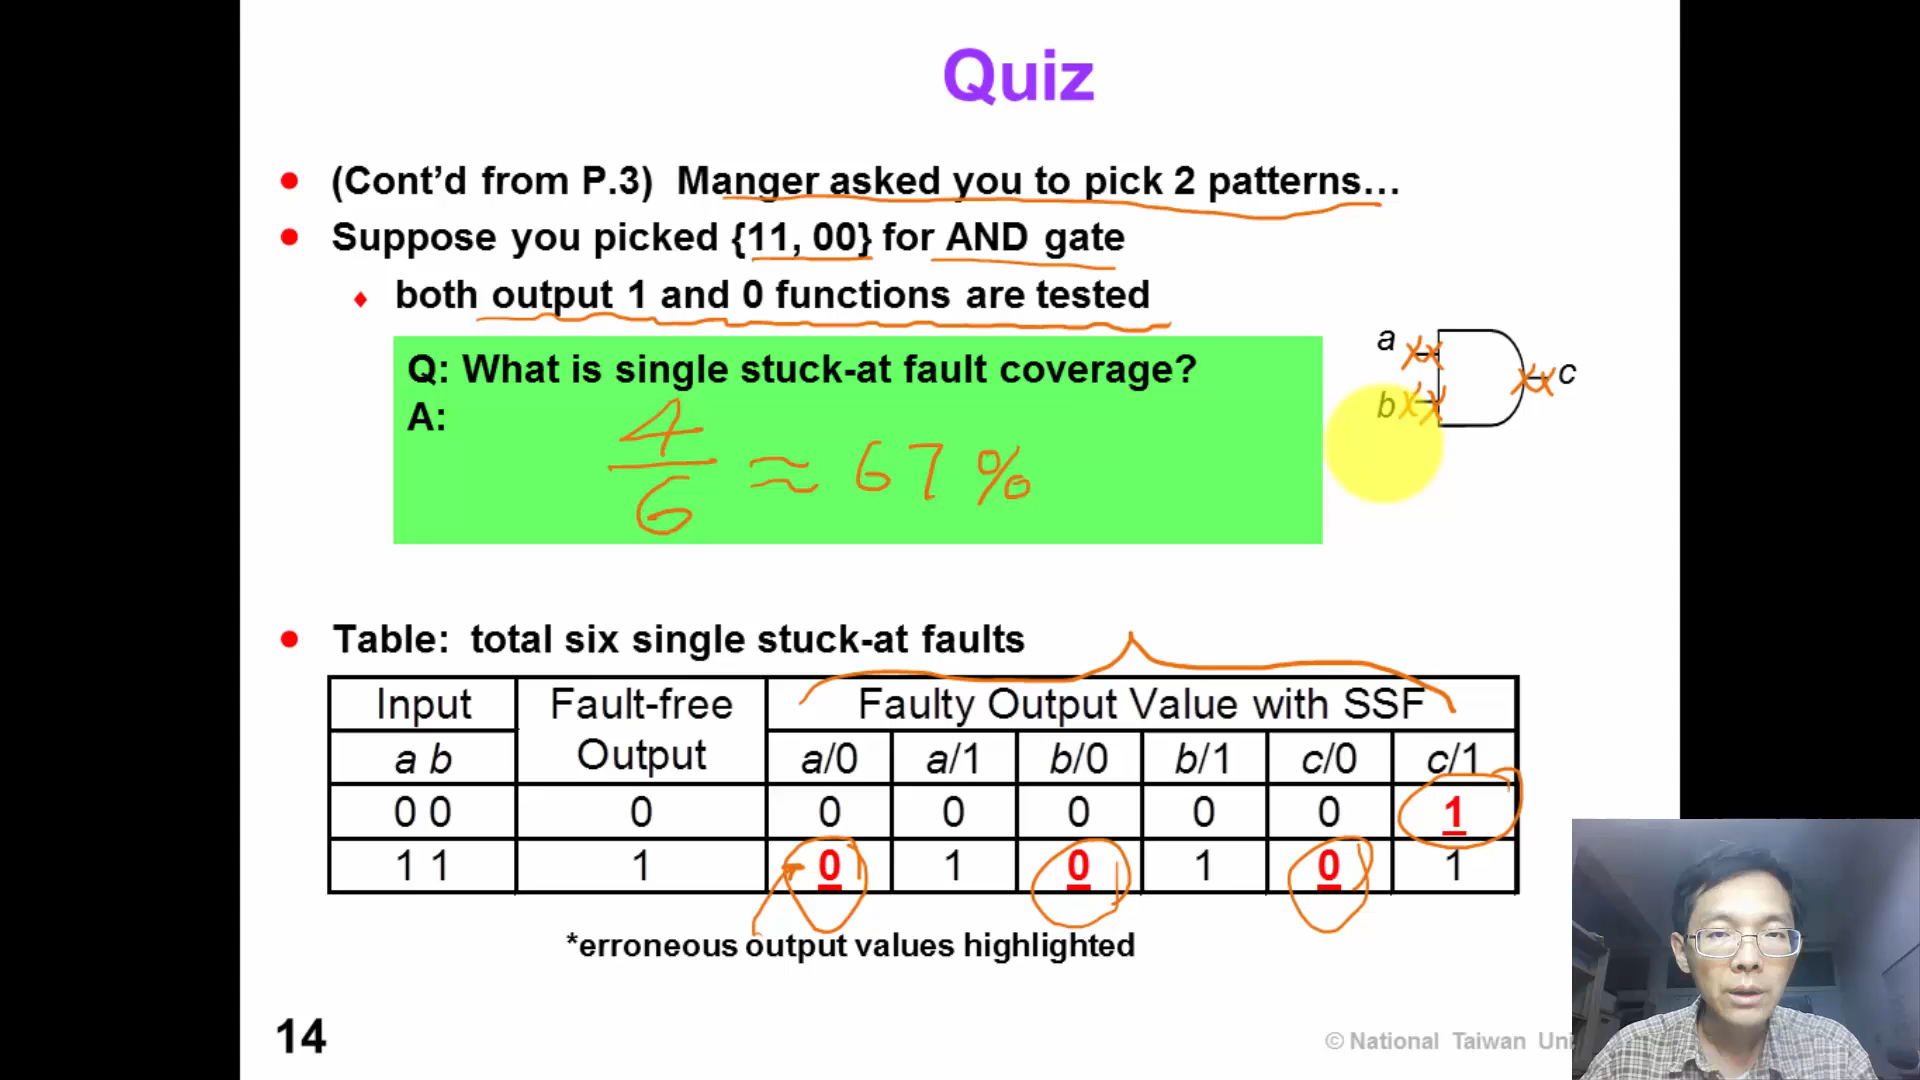 Quiz
(Cont'd from P.3) Manger asked you to pick 2 patterns...
Suppose you picked {11, 00} for AND gate
both output 1 and 0 functions are tested
Q: What is single stuck-at fault coverage?
A:
4/6 ≈ 67 %
a
b
c
Table: total six single stuck-at faults
Input Fault-free Output Faulty Output Value with SSF
a b a/0 a/1 b/0 b/1 c/0 c/1
0 0 0 0 0 0 0 0 1
1 1 1 0 1 0 1 0 1
*erroneous output values highlighted
14
© National Taiwan